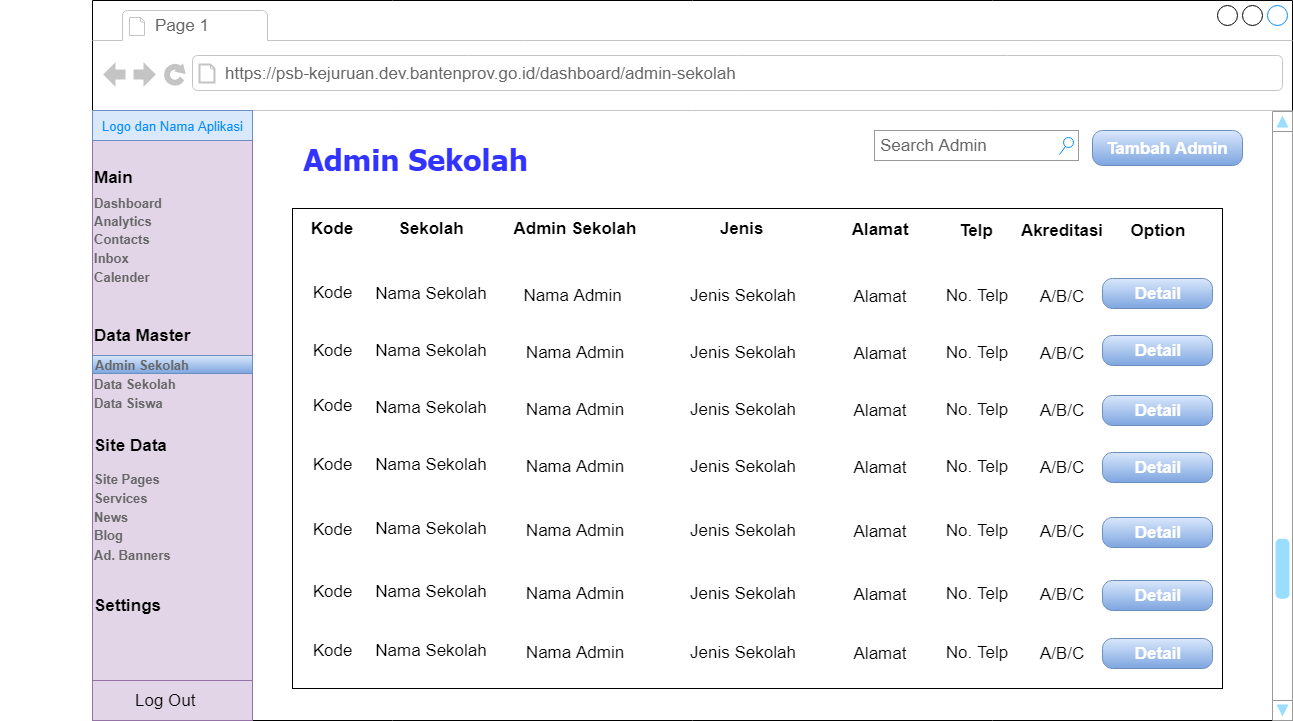 Page 1
https://psb-kejuruan.dev.bantenprov.go.id/dashboard/admin-sekolah
Logo dan Nama Aplikasi
Main
Dashboard
Analytics
Contacts
Inbox
Calender
Data Master
Admin Sekolah
Data Sekolah
Data Siswa
Site Data
Site Pages
Services
News
Blog
Ad. Banners
Settings
Log Out
Admin Sekolah
Search Admin
Tambah Admin
Kode Sekolah Admin Sekolah Jenis Alamat Telp Akreditasi Option
Kode Nama Sekolah Nama Admin Jenis Sekolah Alamat No. Telp A/B/C Detail
Kode Nama Sekolah Nama Admin Jenis Sekolah Alamat No. Telp A/B/C Detail
Kode Nama Sekolah Nama Admin Jenis Sekolah Alamat No. Telp A/B/C Detail
Kode Nama Sekolah Nama Admin Jenis Sekolah Alamat No. Telp A/B/C Detail
Kode Nama Sekolah Nama Admin Jenis Sekolah Alamat No. Telp A/B/C Detail
Kode Nama Sekolah Nama Admin Jenis Sekolah Alamat No. Telp A/B/C Detail
Kode Nama Sekolah Nama Admin Jenis Sekolah Alamat No. Telp A/B/C Detail